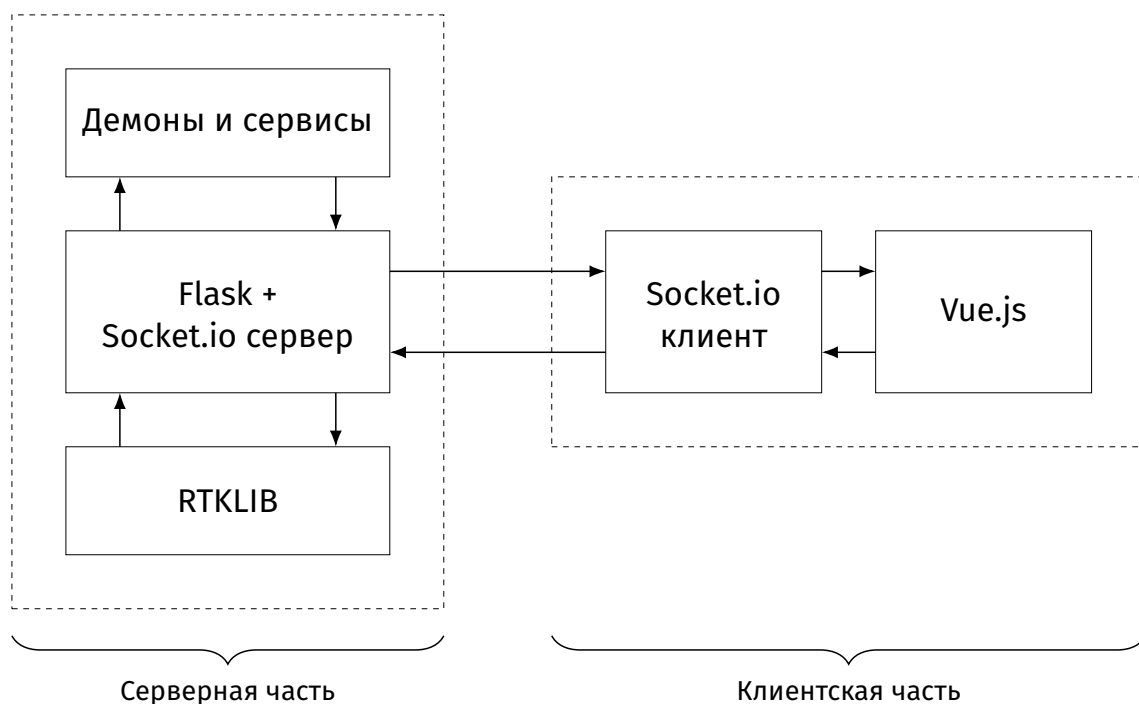 Демоны и сервисы
Flask +
Socket.io сервер
RTKLIB
Socket.io
клиент
Vue.js
Серверная часть
Клиентская часть